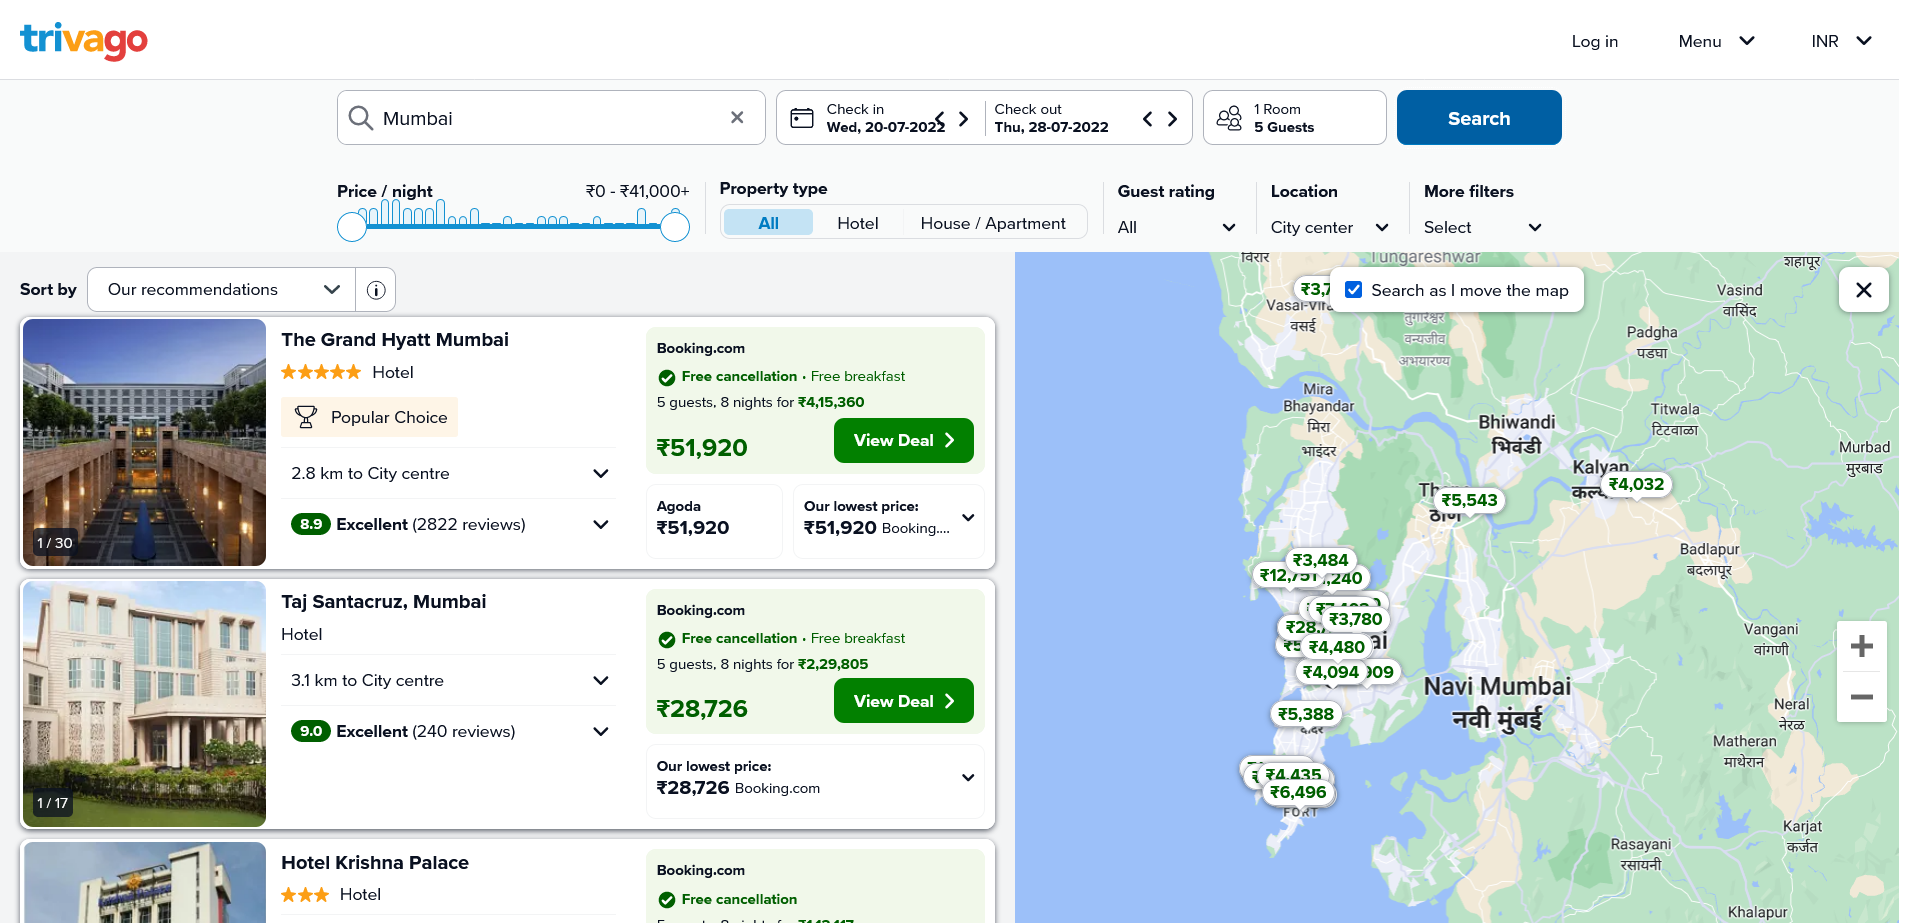 trivago
Log in
Menu
INR
Mumbai
Check in
Wed, 20-07-2022
Check out
Thu, 28-07-2022
1 Room
5 Guests
Search
Price / night
₹0 - ₹41,000+
Property type
All
Hotel
House / Apartment
Guest rating
All
Location
City center
More filters
Select
Sort by
Our recommendations
The Grand Hyatt Mumbai
Hotel
Popular Choice
2.8 km to City centre
8.9 Excellent (2822 reviews)
1 / 30
Booking.com
Free cancellation • Free breakfast
5 guests, 8 nights for ₹4,15,360
₹51,920
View Deal
Agoda
₹51,920
Our lowest price:
₹51,920 Booking....
Taj Santacruz, Mumbai
Hotel
3.1 km to City centre
9.0 Excellent (240 reviews)
1 / 17
Booking.com
Free cancellation • Free breakfast
5 guests, 8 nights for ₹2,29,805
₹28,726
View Deal
Our lowest price:
₹28,726 Booking.com
Hotel Krishna Palace
Hotel
Booking.com
Free cancellation
Search as I move the map
विरार
Tungareshwar
तुंगारेश्वर
वन्यजीव
अभयारण्य
वसई
शहापूर
Vasind
वासिंद
Padgha
पडघा
Mira
Bhayandar
मिरा
भाइंदर
Bhiwandi
भिवंडी
Titwala
टिटवाळा
Murbad
मुरबाड
Kalyan
₹4,032
₹5,543
Badlapur
बदलापूर
₹3,484
₹3,780
₹4,480
₹4,094
₹5,388
Vangani
वांगणी
Navi Mumbai
नवी मुंबई
Neral
नेरळ
Matheran
माथेरान
₹4,435
₹6,496
FORT
Karjat
कर्जत
Rasayani
रसायनी
Khalapur